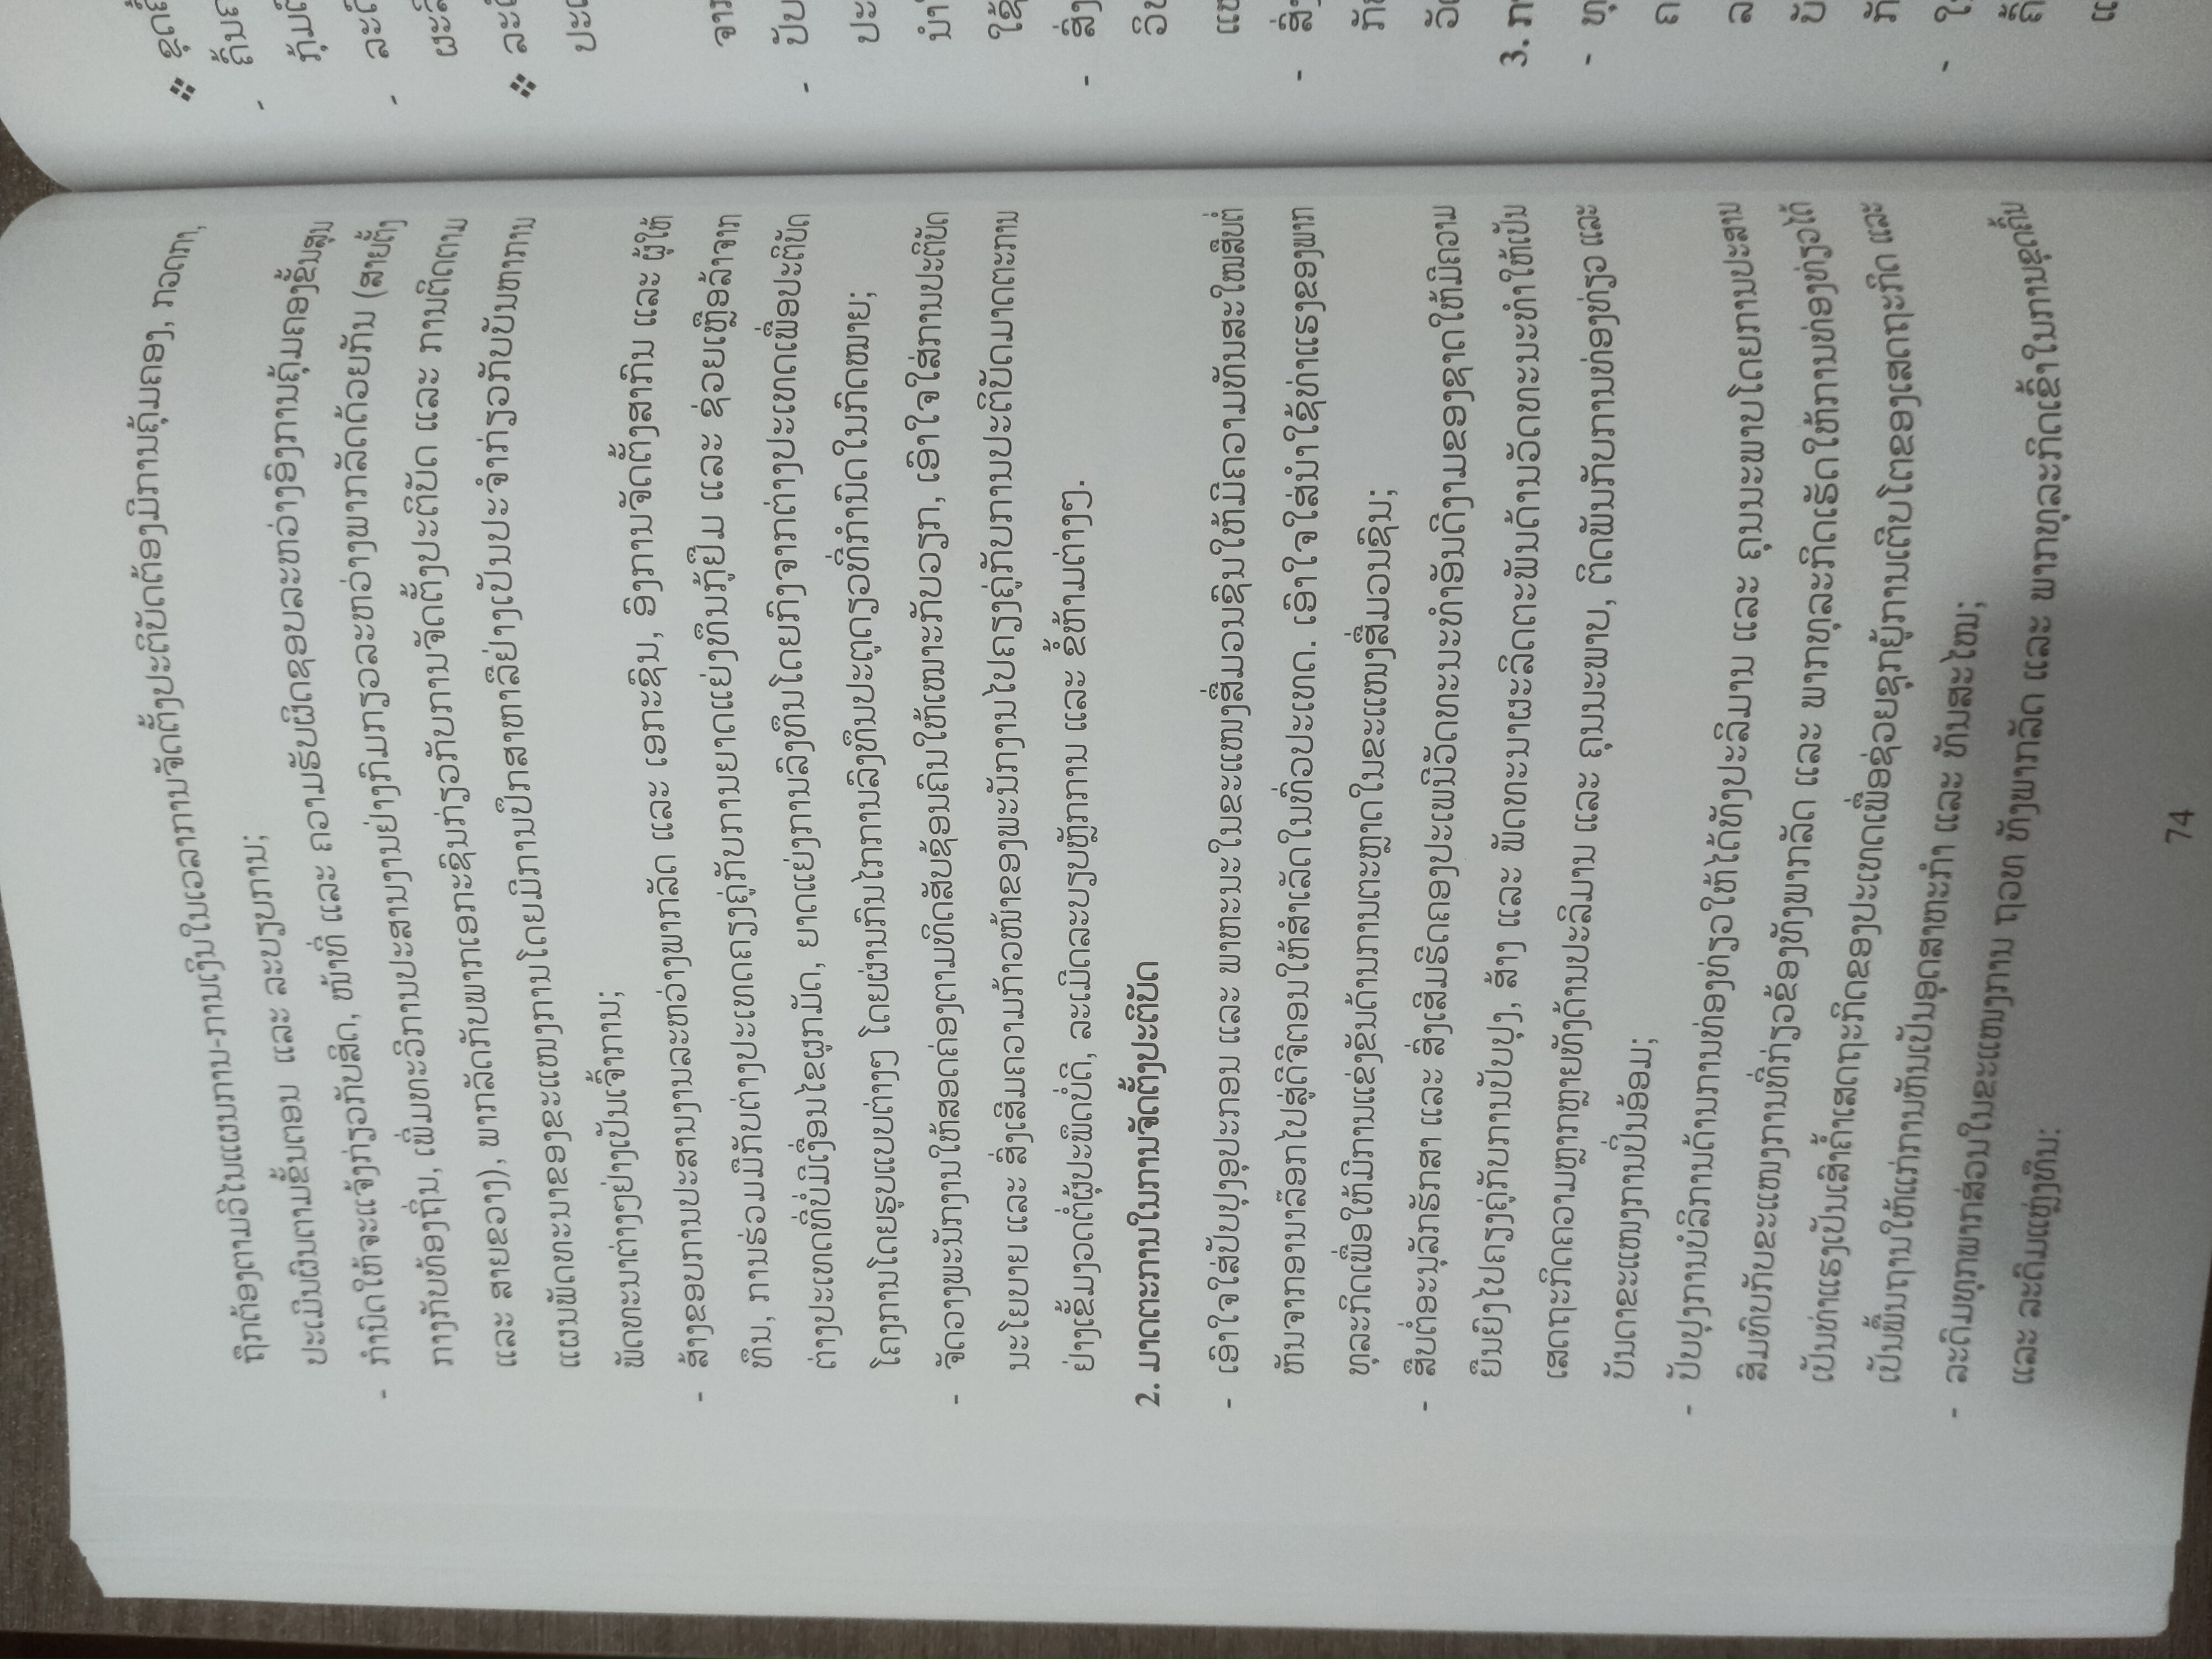 ຖືກຕ້ອງຕາມວິໄນແຜນການ-ການເງິນໃນເວລາການຈັດຕັ້ງປະຕິບັດຕ້ອງມີການຄຸ້ມຄອງ, ກວດກາ,
ປະເມີນຜົນຕາມຂັ້ນຕອນ ແລະ ລະບຽບການ;
- ກຳນົດໃຫ້ຈະແຈ້ງກ່ຽວກັບສິດ, ໜ້າທີ່ ແລະ ຄວາມຮັບຜິດຊອບລະຫວ່າງອົງການຄຸ້ມຄອງຂັ້ນສູນ
ກາງກັບທ້ອງຖິ່ນ, ເພີ່ມທະວີການປະສານງານຢ່າງກົມກຽວລະຫວ່າງພາກລັດດ້ວຍກັນ (ສາຍຕັ້ງ
ແລະ ສາຍຂວາງ), ພາກລັດກັບພາກເອກະຊົນກ່ຽວກັບການຈັດຕັ້ງປະຕິບັດ ແລະ ການຕິດຕາມ
ແຜນພັດທະນາຂອງຂະແໜງການໂດຍມີການປຶກສາຫາລືຢ່າງເປັນປະຈຳກ່ຽວກັບບັນຫາການ
ພັດທະນາຕ່າງໆຢ່າງເປັນເຈົ້າການ;
- ສ້າງຂອບການປະສານງານລະຫວ່າງພາກລັດ ແລະ ເອກະຊົນ, ອົງການຈັດຕັ້ງສາກົນ ແລະ ຜູ້ໃຫ້
ທຶນ, ການຮ່ວມມືກັບຕ່າງປະເທດຄຽງຄູ່ກັບການຍາດແຍ່ງທຶນກູ້ຢືມ ແລະ ຊ່ວຍເຫຼືອລ້າຈາກ
ຕ່າງປະເທດທີ່ບໍ່ມີເງື່ອນໄຂຜູກມັດ, ຍາດແຍ່ງການລົງທຶນໂດຍກົງຈາກຕ່າງປະເທດເພື່ອປະຕິບັດ
ໂຄງການໂດຍຮູບແບບຕ່າງໆ ໂດຍຜ່ານກົນໄກການລົງທຶນປະຕູດຽວທີ່ກຳນົດໃນກົດໝາຍ;
- ຈັດວາງພະນັກງານໃຫ້ສອດຄ່ອງຕາມທິດສັບຊ້ອນຄົນໃຫ້ເໝາະກັບວຽກ, ເອົາໃຈໃສ່ການປະຕິບັດ
ນະໂຍບາຍ ແລະ ສົ່ງເສີມຄວາມກ້າວໜ້າຂອງພະນັກງານໄປຄຽງຄູ່ກັບການປະຕິບັດມາດຕະການ
ຢ່າງເຂັ້ມງວດຕໍ່ຜູ້ປະພຶດບໍ່ດີ, ລະເມີດລະບຽບຫຼັກການ ແລະ ຂໍ້ຫ້າມຕ່າງໆ.
2. ມາດຕະການໃນການຈັດຕັ້ງປະຕິບັດ
- ເອົາໃຈໃສ່ປັບປຸງອຸປະກອນ ແລະ ພາຫະນະໃນຂະແໜງສື່ມວນຊົນໃຫ້ມີຄວາມທັນສະໄໝສືບຕໍ່
ຫັນຈາກອານາລ໊ອກໄປສູ່ດີຈີຕອນໃຫ້ສຳເລັດໃນທົ່ວປະເທດ. ເອົາໃຈໃສ່ນຳໃຊ້ທ່າແຮງຂອງພາກ
ທຸລະກິດເພື່ອໃຫ້ມີການແຂ່ງຂັນດ້ານການຕະຫຼາດໃນຂະແໜງສື່ມວນຊົນ;
- ສືບຕໍ່ອະນຸລັກຮັກສາ ແລະ ສົ່ງເສີມຮີດຄອງປະເພນີວັດທະນະທຳອັນດີງາມຂອງຊາດໃຫ້ມີຄວາມ
ຍືນຍົງໄປຄຽງຄູ່ກັບການປັບປຸງ, ສ້າງ ແລະ ພັດທະນາຜະລິດຕະພັນດ້ານວັດທະນະທຳໃຫ້ເປັນ
ເສດຖະກິດຄວາມຫຼາກຫຼາຍທັງດ້ານປະລິມານ ແລະ ຄຸນນະພາບ, ຕິດພັນກັບການທ່ອງທ່ຽວ ແລະ
ບັນດາຂະແໜງການປິ່ນອ້ອມ;
- ປັບປຸງການບໍລິການດ້ານການທ່ອງທ່ຽວໃຫ້ໄດ້ທັງປະລິມານ ແລະ ຄຸນນະພາບໂດຍການປະສານ
ສົມທົບກັບຂະແໜງການທີ່ກ່ຽວຂ້ອງທັງພາກລັດ ແລະ ພາກທຸລະກິດເຮັດໃຫ້ການທ່ອງທ່ຽວໄດ້
ເປັນທ່າແຮງເປັນເສົາຄ້ຳເສດຖະກິດຂອງປະເທດເພື່ອຊ່ວຍຊຸກຍູ້ການເຕີບໂຕຂອງເສດຖະກິດ ແລະ
ເປັນພື້ນຖານໃຫ້ແກ່ການຫັນເປັນອຸດສາຫະກຳ ແລະ ທັນສະໄໝ;
- ລະດົມທຸກພາກສ່ວນໃນຂະແໜງການ ຖວທ ທັງພາກລັດ ແລະ ພາກທຸລະກິດເຂົ້າໃນການຂຸດຄົ້ນ
ແລະ ລະດົມແຫຼ່ງທຶນ:
74